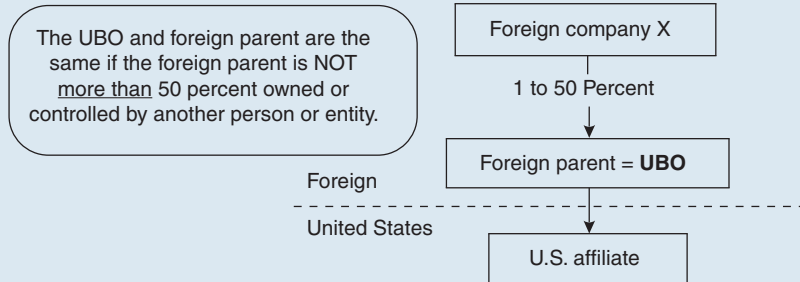 The UBO and foreign parent are the
same if the foreign parent is NOT
more than 50 percent owned or
controlled by another person or entity.
Foreign company X
1 to 50 Percent
Foreign parent = UBO
Foreign
United States
U.S. affiliate